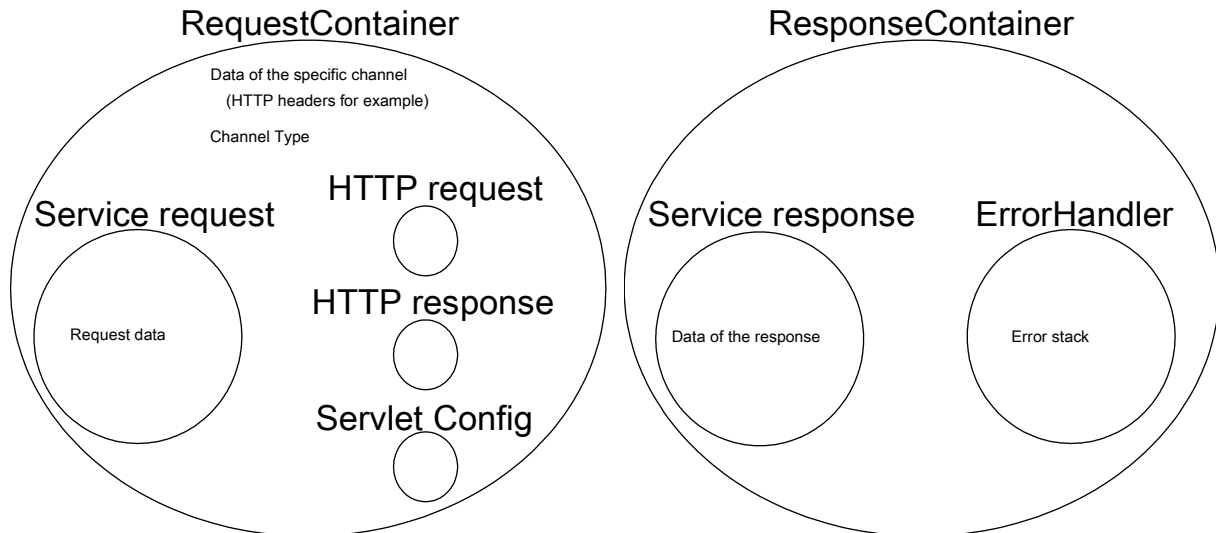 RequestContainer
Data of the specific channel
(HTTP headers for example)
Channel Type
HTTP request
Service request
Request data
HTTP response
Servlet Config
ResponseContainer
Service response
Data of the response
ErrorHandler
Error stack